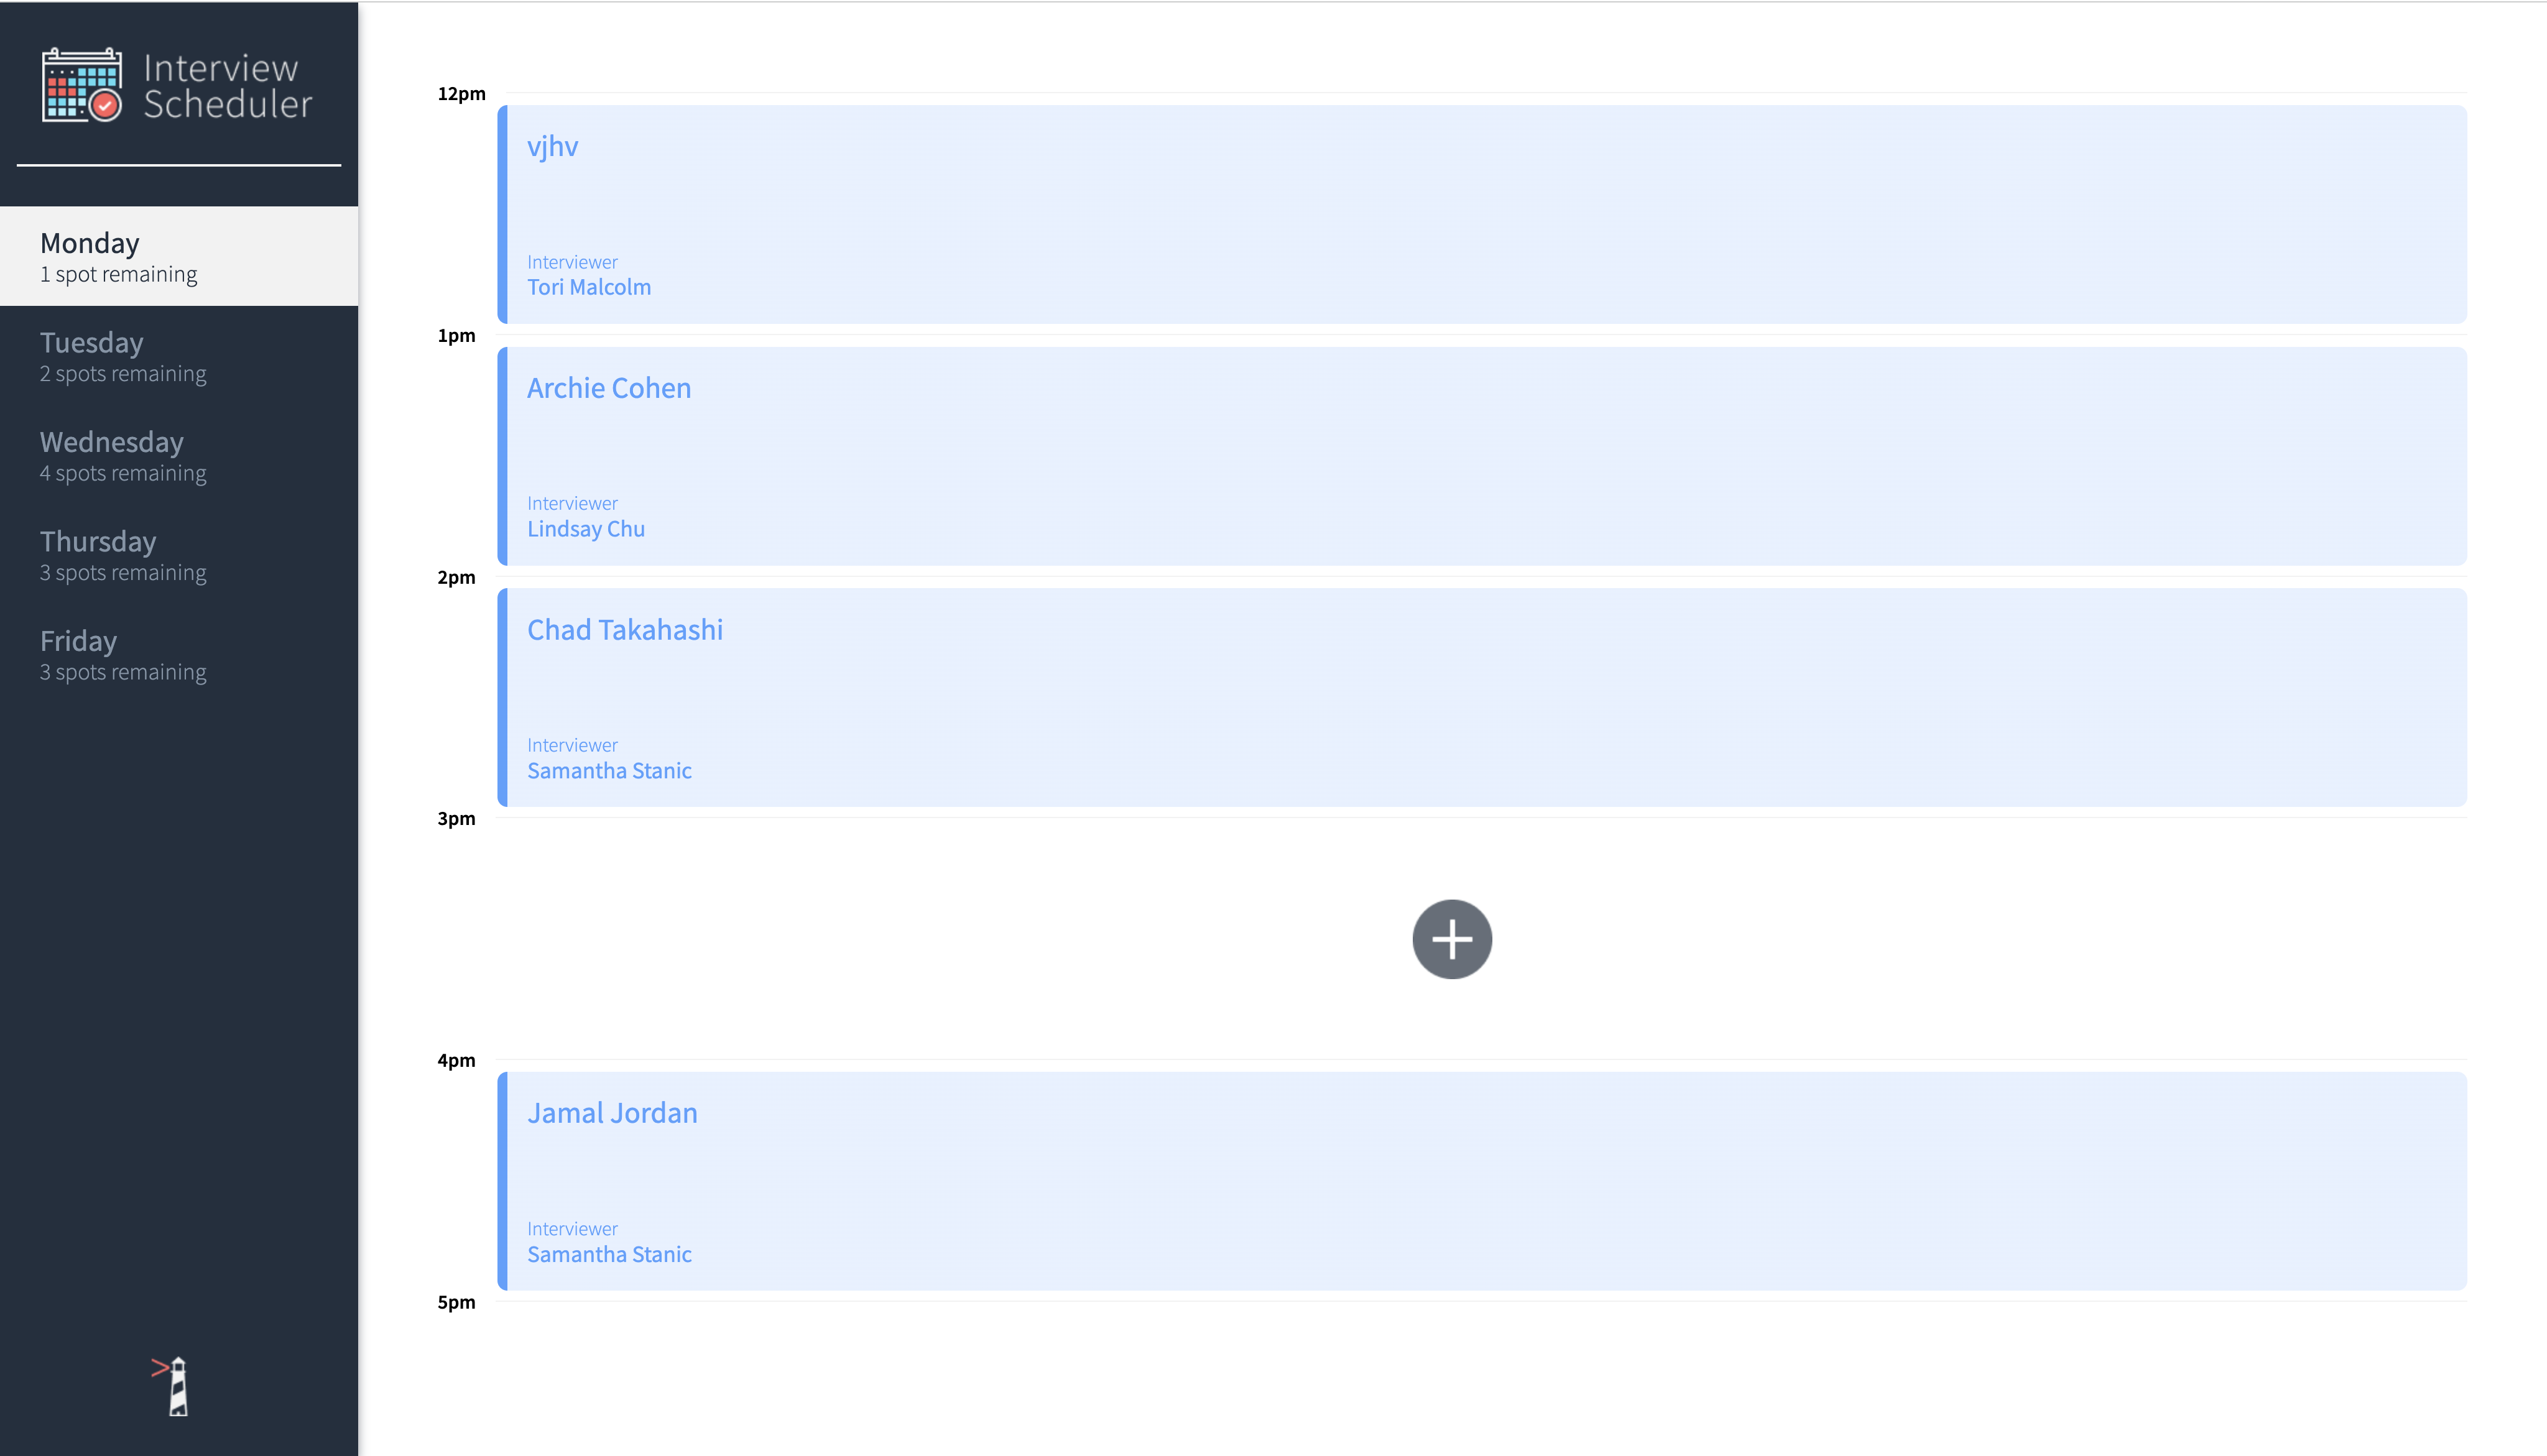 Interview
Scheduler
Monday
1 spot remaining
Tuesday
2 spots remaining
Wednesday
4 spots remaining
Thursday
3 spots remaining
Friday
3 spots remaining
12pm
vjhv
Interviewer
Tori Malcolm
1pm
Archie Cohen
Interviewer
Lindsay Chu
2pm
Chad Takahashi
Interviewer
Samantha Stanic
3pm
4pm
Jamal Jordan
Interviewer
Samantha Stanic
5pm